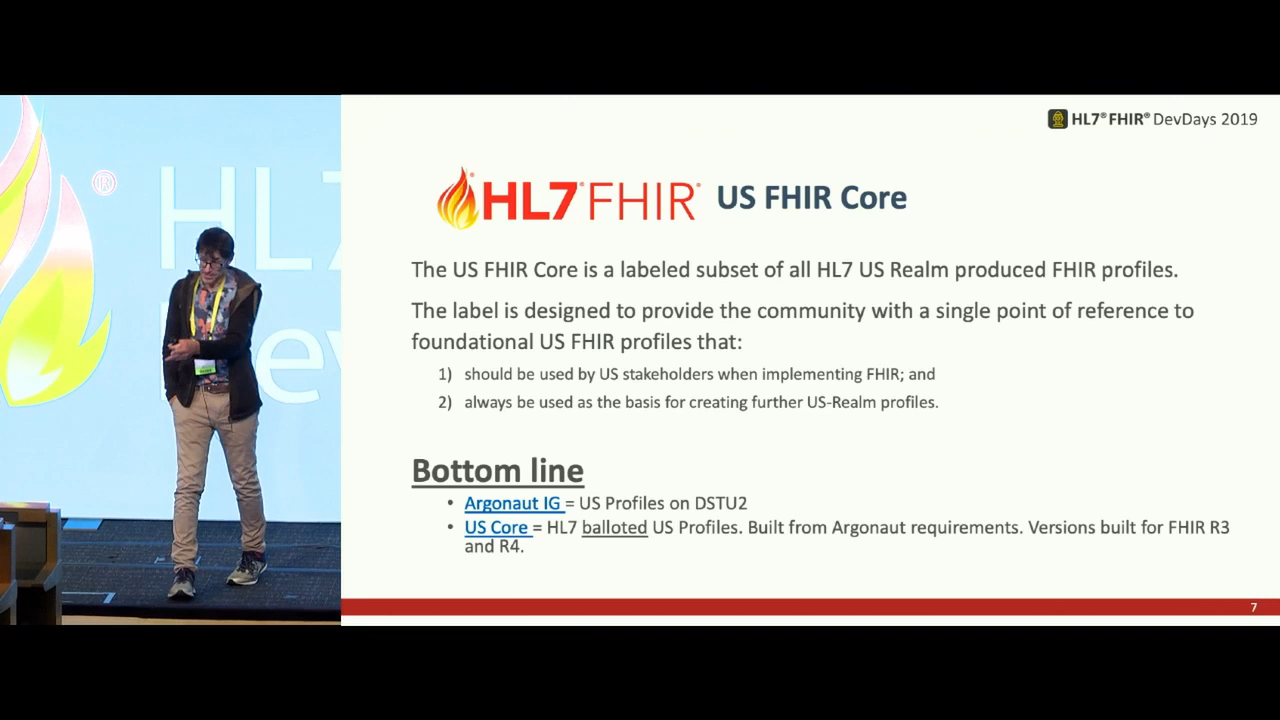 HL7® FHIR® DevDays 2019
HL7® FHIR® US FHIR Core
The US FHIR Core is a labeled subset of all HL7 US Realm produced FHIR profiles.
The label is designed to provide the community with a single point of reference to
foundational US FHIR profiles that:
1) should be used by US stakeholders when implementing FHIR; and
2) always be used as the basis for creating further US-Realm profiles.
Bottom line
• Argonaut IG = US Profiles on DSTU2
• US Core = HL7 balloted US Profiles. Built from Argonaut requirements. Versions built for FHIR R3
and R4.
7
®
HL7
Dev